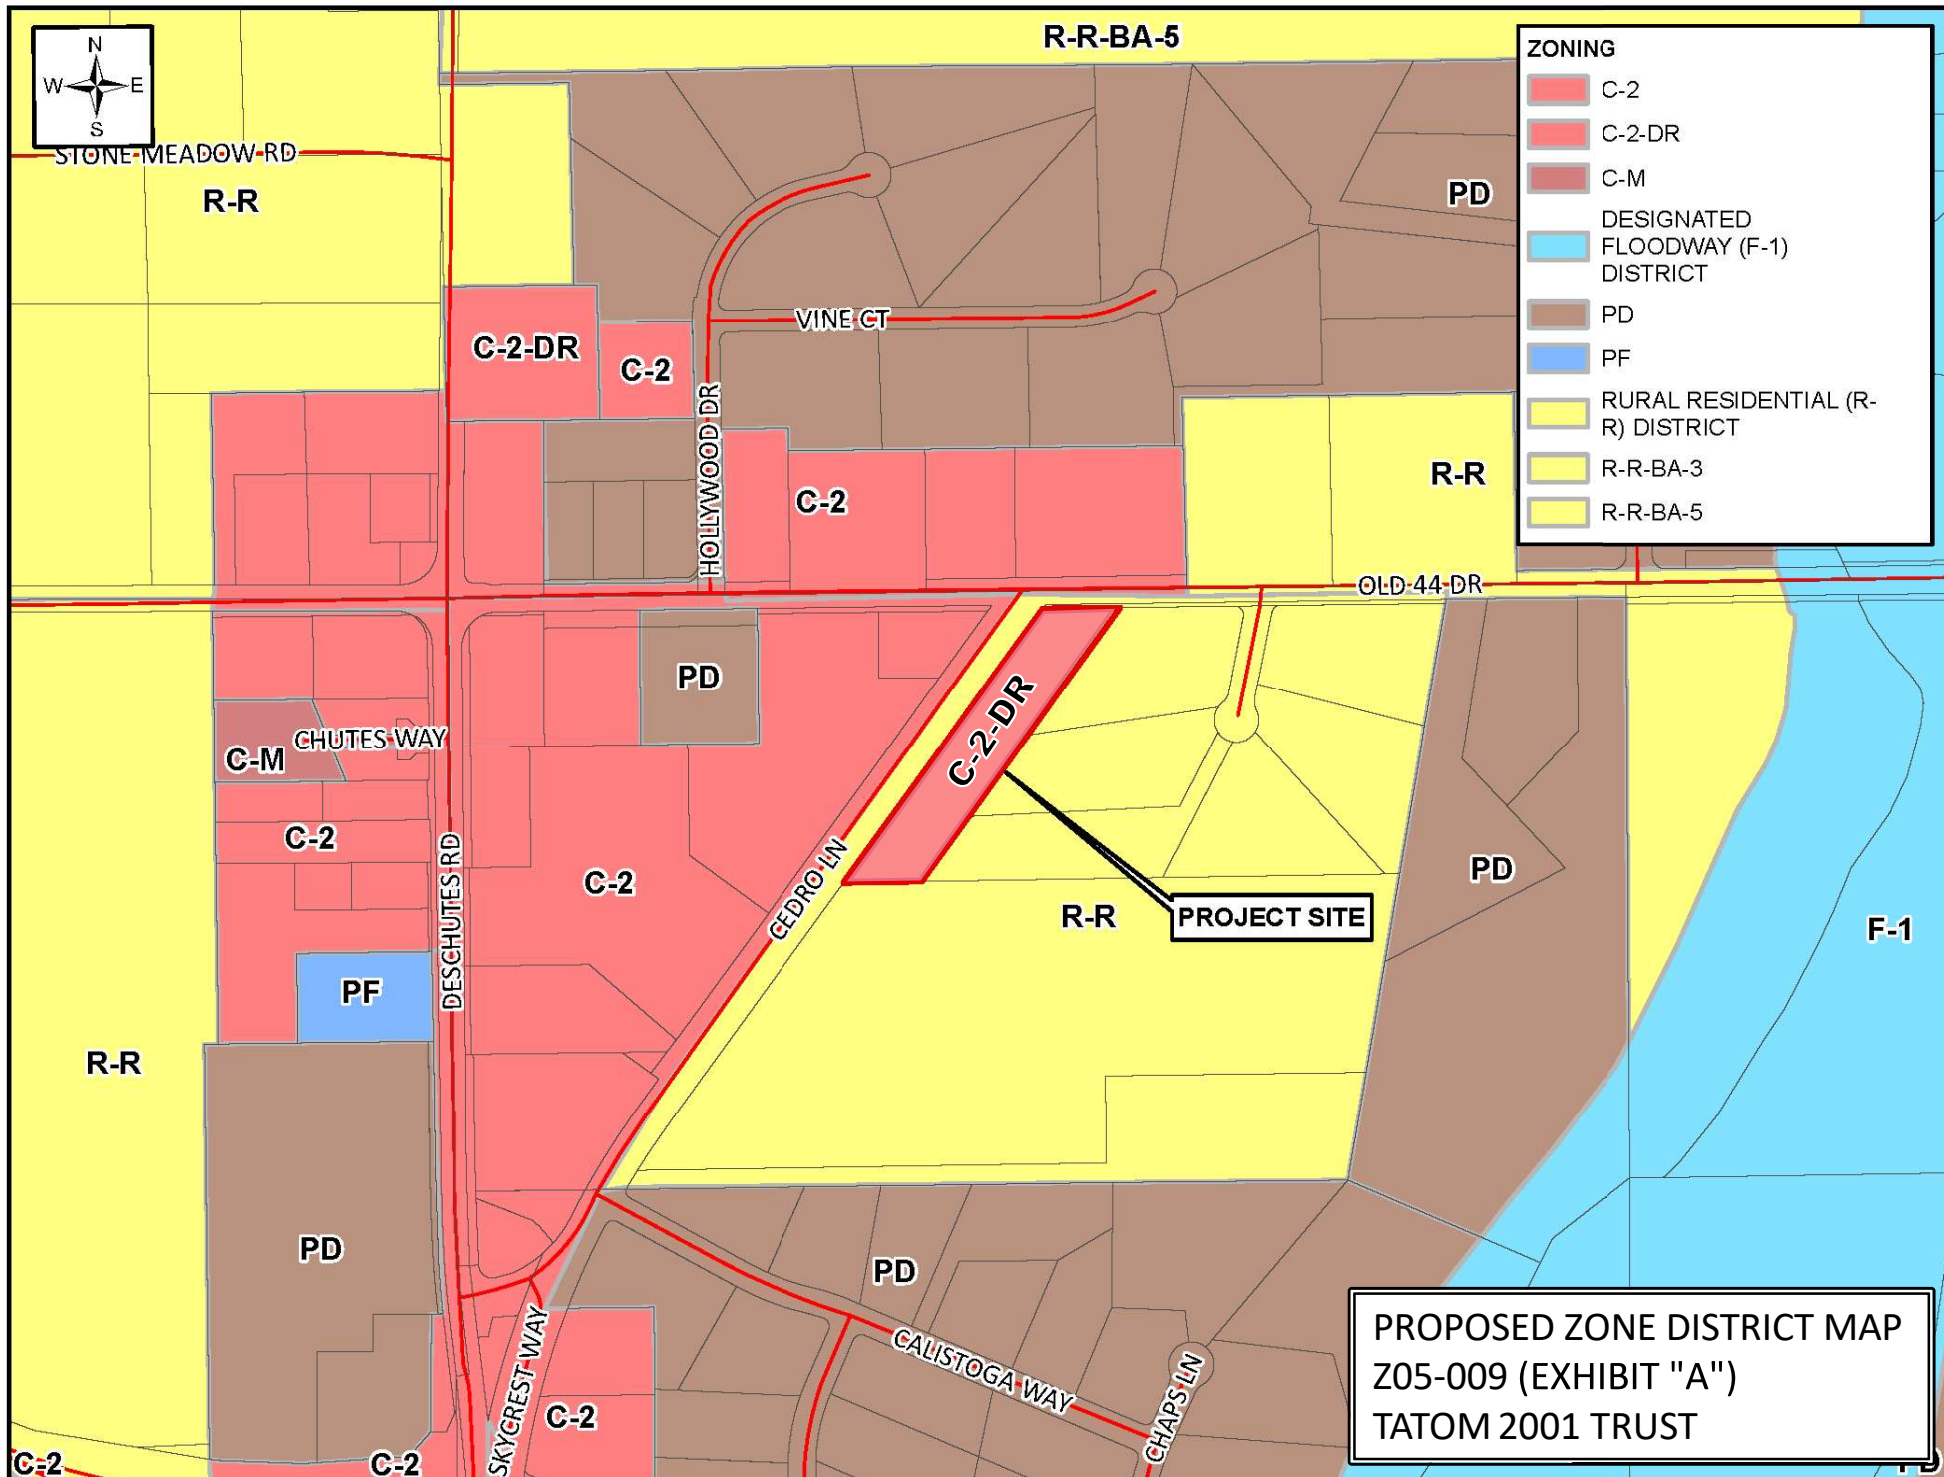 R-R-BA-5
N
W E
S
ZONING
C-2
C-2-DR
C-M
DESIGNATED
FLOODWAY (F-1)
DISTRICT
PD
PF
RURAL RESIDENTIAL (R-
R) DISTRICT
R-R-BA-3
R-R-BA-5
STONE MEADOW RD
R-R
PD
VINE CT
C-2-DR
C-2
HOLLYWOOD DR
C-2
R-R
OLD 44 DR
PD
C-2-DR
CHUTES WAY
C-M
C-2
DESCHUTES RD
C-2
CEDRO LN
PD
R-R
PROJECT SITE
F-1
PF
R-R
PD
PD
SKYCREST WAY
CALISTOGA WAY
CHAPS LN
C-2
C-2
C-2
PROPOSED ZONE DISTRICT MAP
Z05-009 (EXHIBIT "A")
TATOM 2001 TRUST